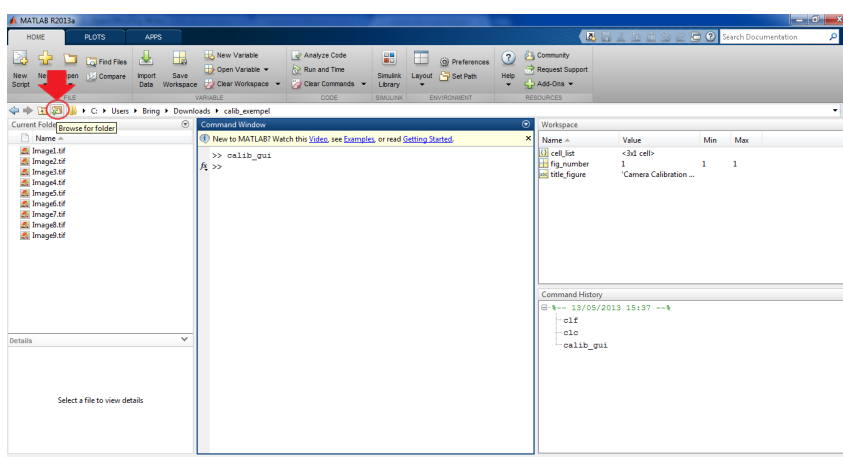 MATLAB R2013a
HOME PLOTS APPS Search Documentation
New Variable Analyze Code Community
Find Files Open Variable Run and Time Preferences Request Support
New Script Compare Import Data Save Workspace Clear Workspace Clear Commands Simulink Library Layout Set Path Help Add-Ons
FILE VARIABLE CODE SIMULINK ENVIRONMENT RESOURCES
C: Users Bring Downloads calib_exempel
Current Folde Browse for folder Command Window Workspace
Name New to MATLAB? Watch this Video, see Examples, or read Getting Started. Name Value Min Max
Image1.tif
Image2.tif
Image3.tif
Image4.tif
Image5.tif
Image6.tif
Image7.tif
Image8.tif
Image9.tif
>> calib_gui
fx >>
cell_list <3x1 cell>
fig_number 1 1 1
title_figure 'Camera Calibration ...
Command History
%-- 13/05/2013 15:37 --%
clf
clc
calib_gui
Details
Select a file to view details